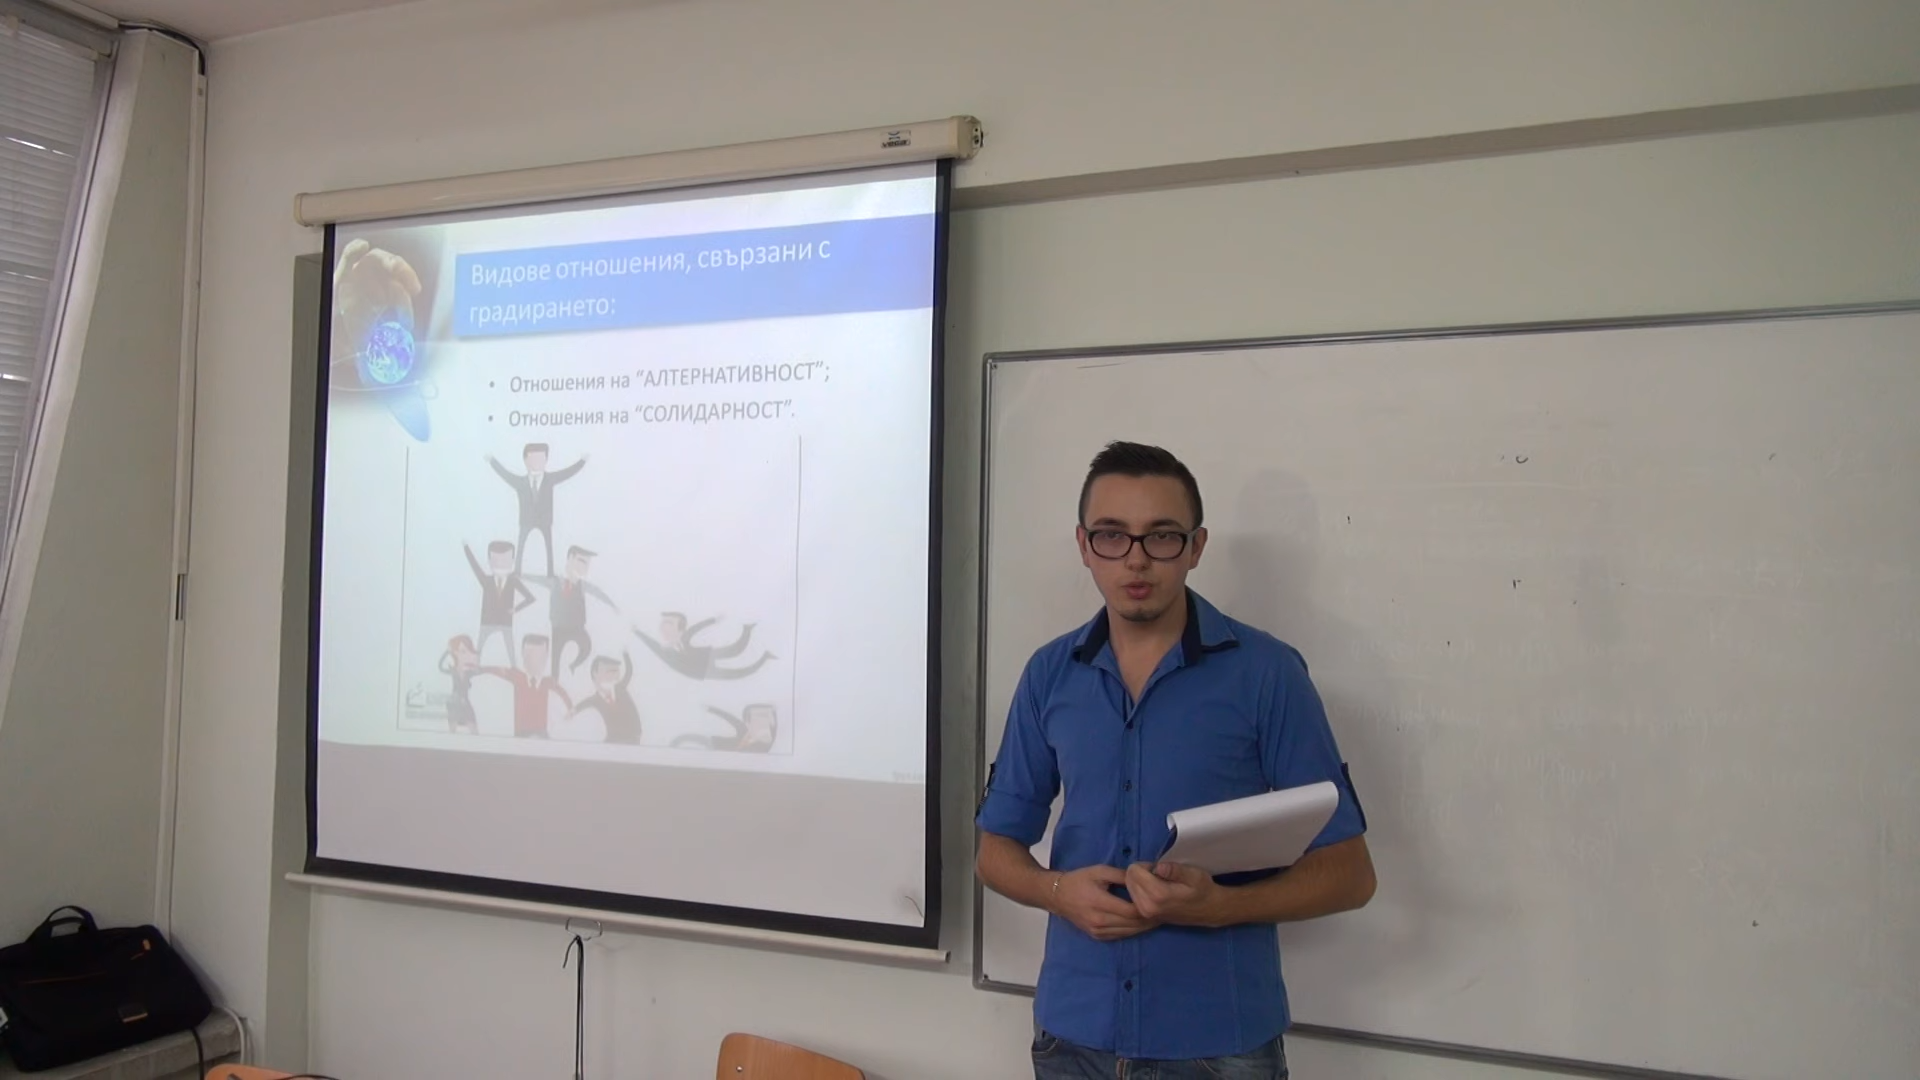 Видове отношения, свързани с
градирането:
• Отношения на “АЛТЕРНАТИВНОСТ”;
• Отношения на “СОЛИДАРНОСТ”.